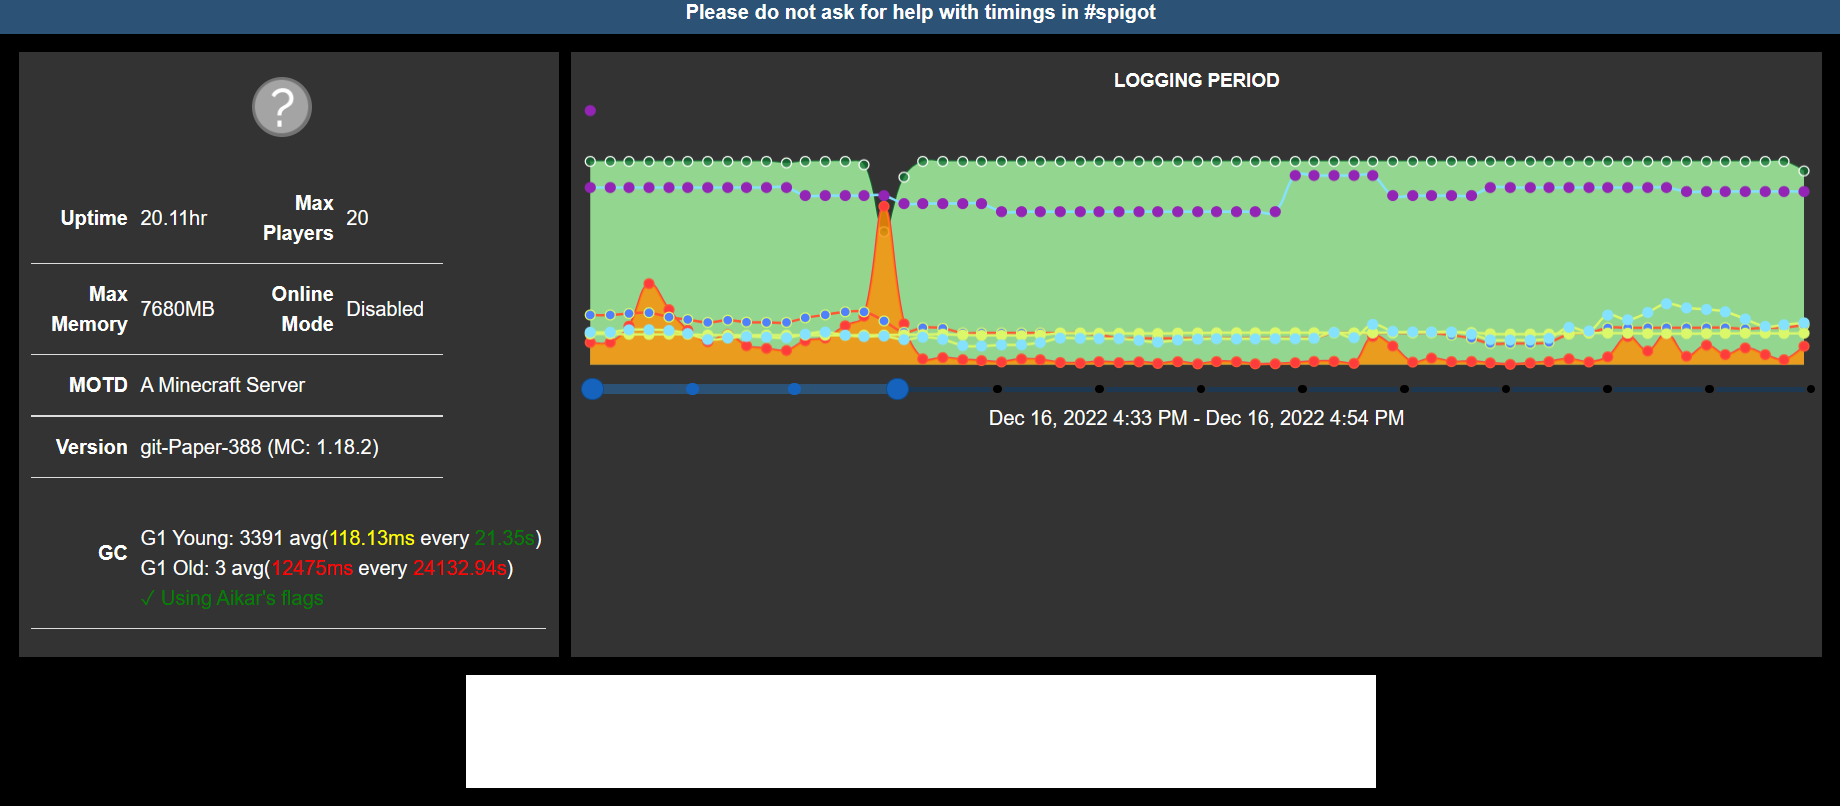 Please do not ask for help with timings in #spigot
?
Uptime 20.11hr Max Players 20
Max Memory 7680MB Online Mode Disabled
MOTD A Minecraft Server
Version git-Paper-388 (MC: 1.18.2)
GC
G1 Young: 3391 avg(118.13ms every 21.35s)
G1 Old: 3 avg(12475ms every 24132.94s)
✓ Using Aikar's flags
LOGGING PERIOD
Dec 16, 2022 4:33 PM - Dec 16, 2022 4:54 PM